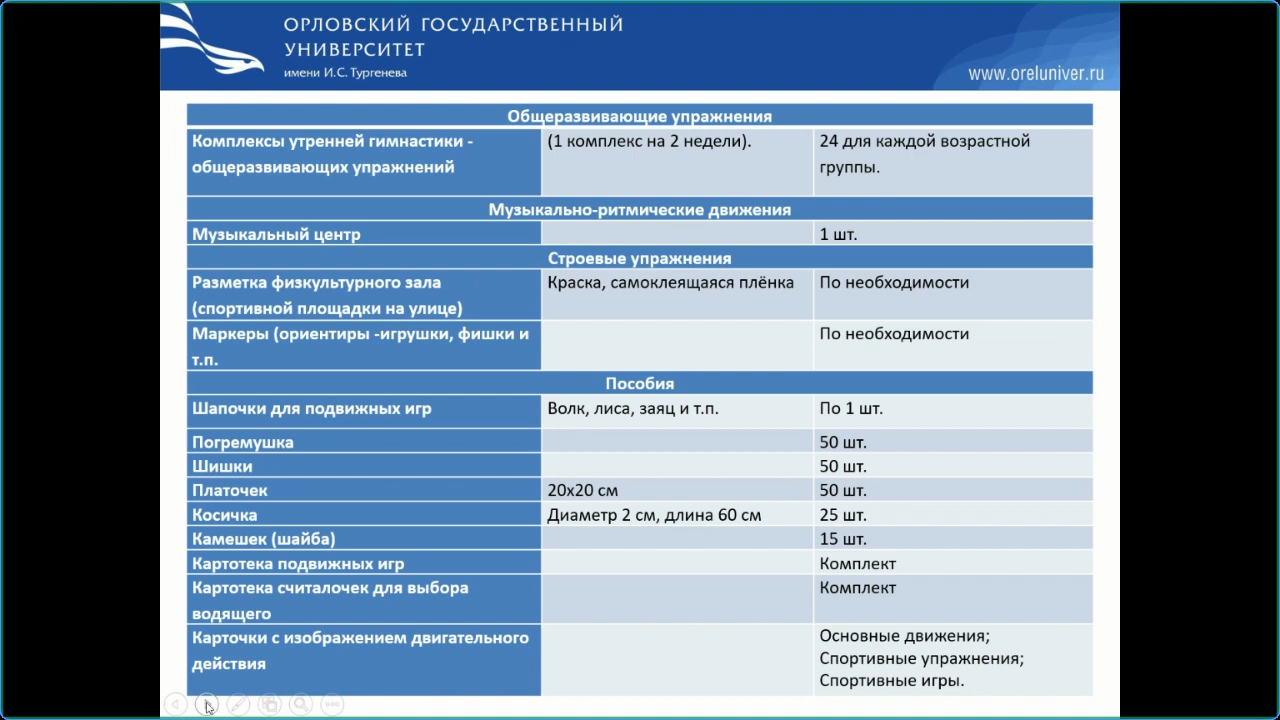 ОРЛОВСКИЙ ГОСУДАРСТВЕННЫЙ
УНИВЕРСИТЕТ
имени И.С. Тургенева
www.oreluniver.ru
Общеразвивающие упражнения
Комплексы утренней гимнастики - (1 комплекс на 2 недели). 24 для каждой возрастной
общеразвивающих упражнений группы.
Музыкально-ритмические движения
Музыкальный центр 1 шт.
Строевые упражнения
Разметка физкультурного зала Краска, самоклеящаяся плёнка По необходимости
(спортивной площадки на улице)
Маркеры (ориентиры -игрушки, фишки и По необходимости
т.п.
Пособия
Шапочки для подвижных игр Волк, лиса, заяц и т.п. По 1 шт.
Погремушка 50 шт.
Шишки 50 шт.
Платочек 20х20 см 50 шт.
Косичка Диаметр 2 см, длина 60 см 25 шт.
Камешек (шайба) 15 шт.
Картотека подвижных игр Комплект
Картотека считалочек для выбора Комплект
водящего
Карточки с изображением двигательного Основные движения;
действия Спортивные упражнения;
Спортивные игры.